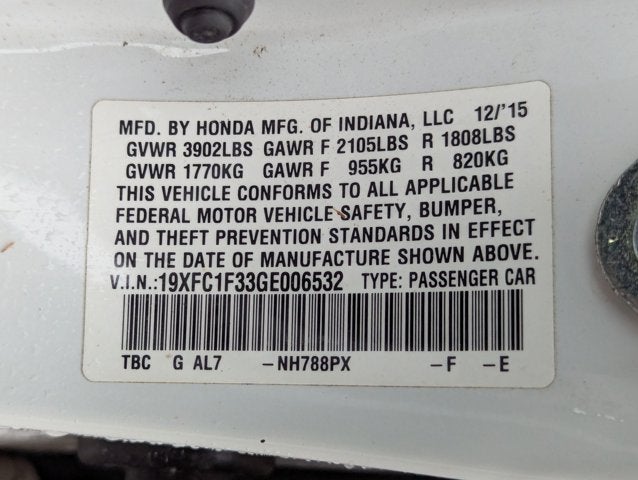 MFD. BY HONDA MFG. OF INDIANA, LLC 12/'15
GVWR 3902LBS GAWR F 2105LBS R 1808LBS
GVWR 1770KG GAWR F 955KG R 820KG
THIS VEHICLE CONFORMS TO ALL APPLICABLE
FEDERAL MOTOR VEHICLE SAFETY, BUMPER,
AND THEFT PREVENTION STANDARDS IN EFFECT
ON THE DATE OF MANUFACTURE SHOWN ABOVE.
V.I.N.:19XFC1F33GE006532 TYPE: PASSENGER CAR
TBC G AL7 –NH788PX –F –E